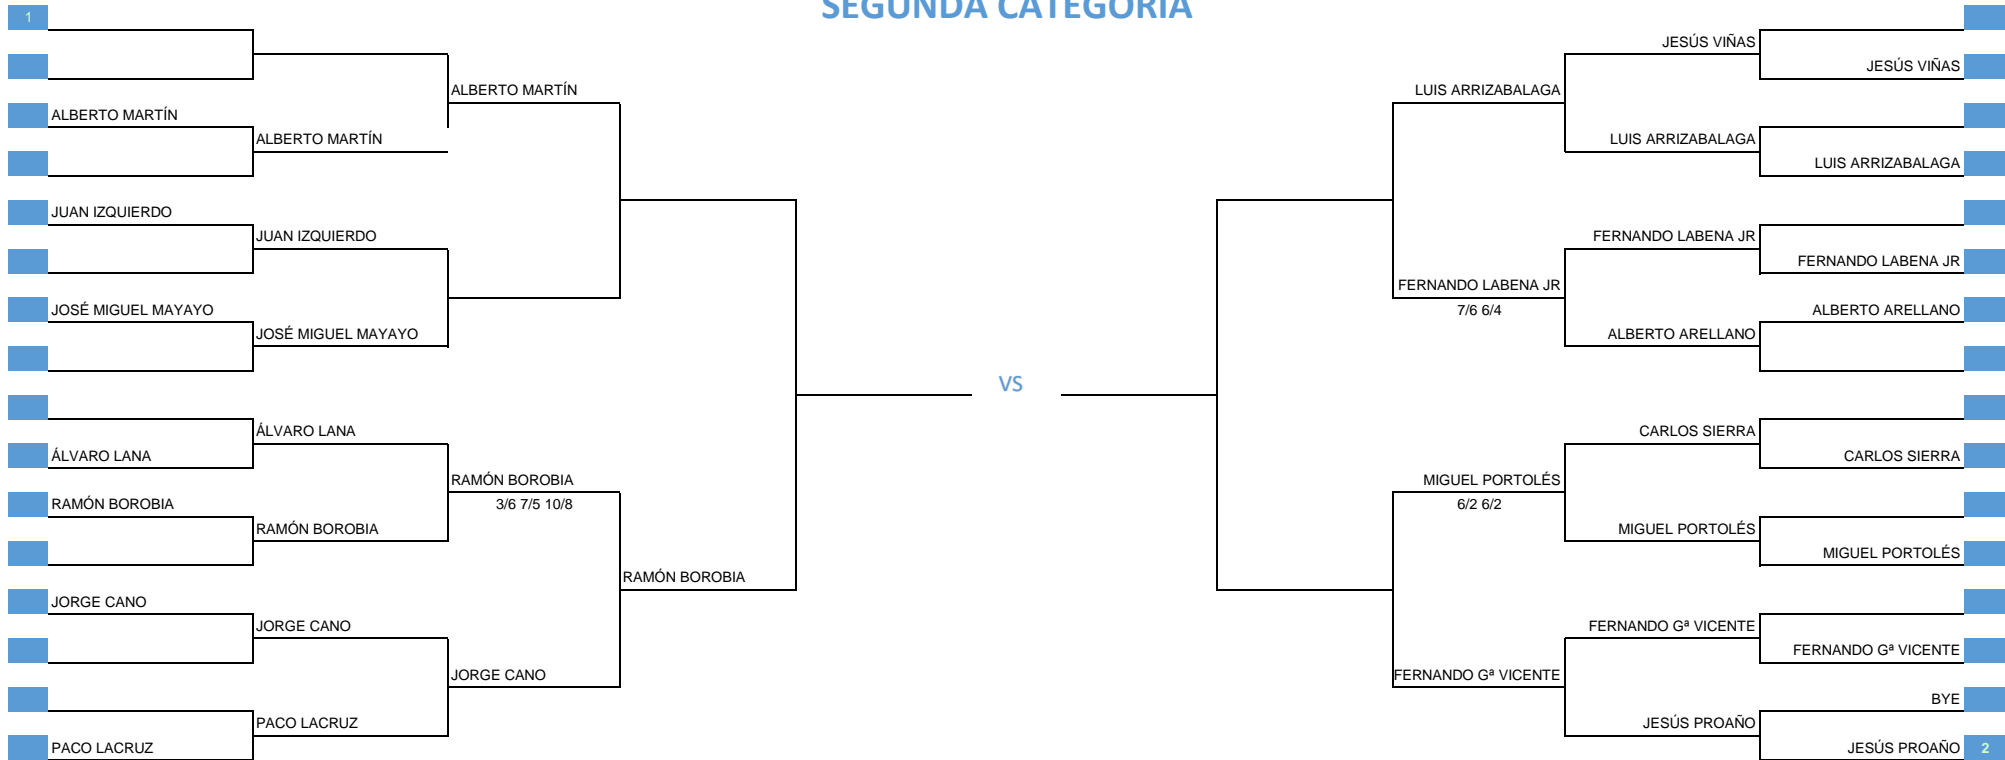 SEGUNDA CATEGORÍA
1
ALBERTO MARTÍN
JUAN IZQUIERDO
JOSÉ MIGUEL MAYAYO
ÁLVARO LANA
RAMÓN BOROBIA
JORGE CANO
PACO LACRUZ
ALBERTO MARTÍN
JUAN IZQUIERDO
JOSÉ MIGUEL MAYAYO
ÁLVARO LANA
RAMÓN BOROBIA
JORGE CANO
PACO LACRUZ
ALBERTO MARTÍN
RAMÓN BOROBIA
3/6 7/5 10/8
JORGE CANO
RAMÓN BOROBIA
VS
LUIS ARRIZABALAGA
FERNANDO LABENA JR
7/6 6/4
MIGUEL PORTOLÉS
6/2 6/2
FERNANDO Gª VICENTE
JESÚS VIÑAS
LUIS ARRIZABALAGA
FERNANDO LABENA JR
ALBERTO ARELLANO
CARLOS SIERRA
MIGUEL PORTOLÉS
FERNANDO Gª VICENTE
JESÚS PROAÑO
JESÚS VIÑAS
LUIS ARRIZABALAGA
FERNANDO LABENA JR
ALBERTO ARELLANO
CARLOS SIERRA
MIGUEL PORTOLÉS
FERNANDO Gª VICENTE
BYE
JESÚS PROAÑO
2